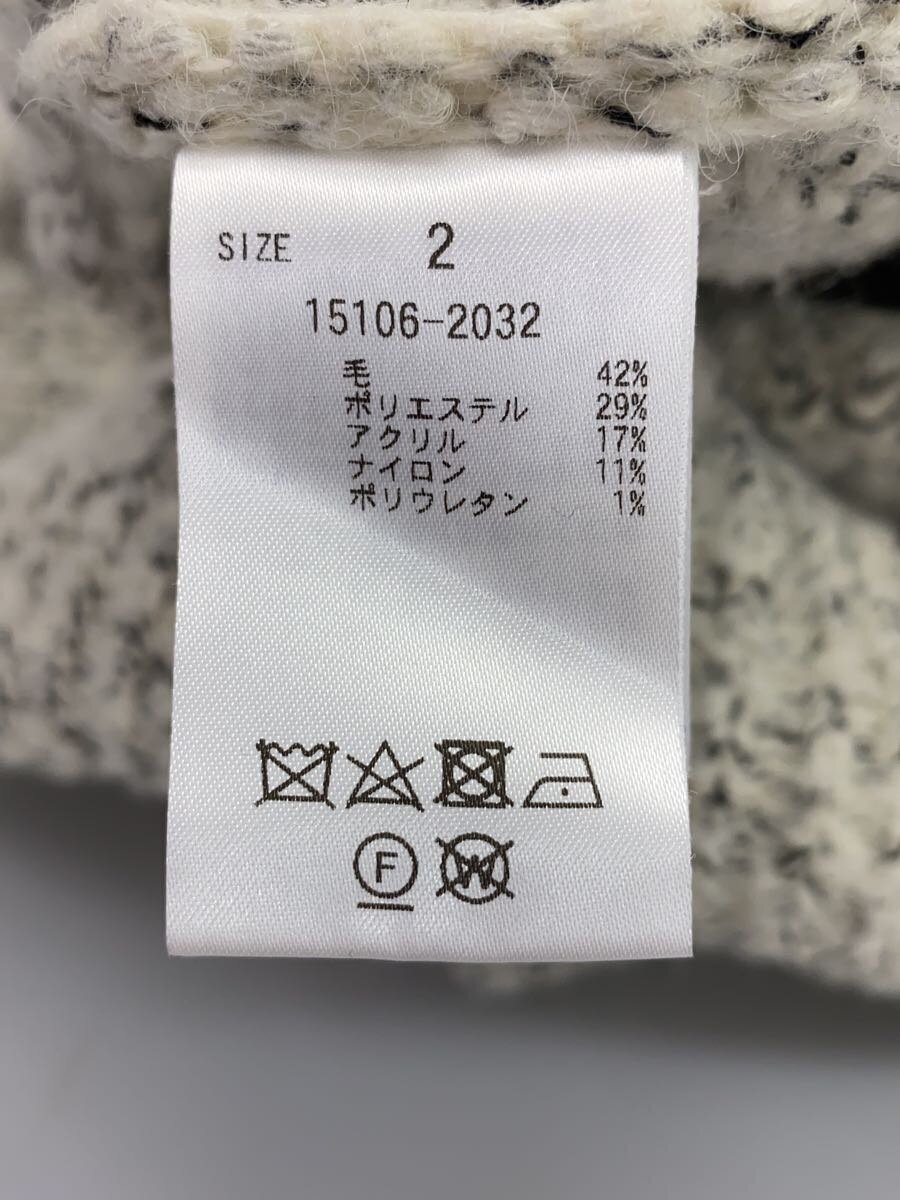 SIZE 2
15106-2032
毛 42%
ポリエステル 29%
アクリル 17%
ナイロン 11%
ポリウレタン 1%
F W